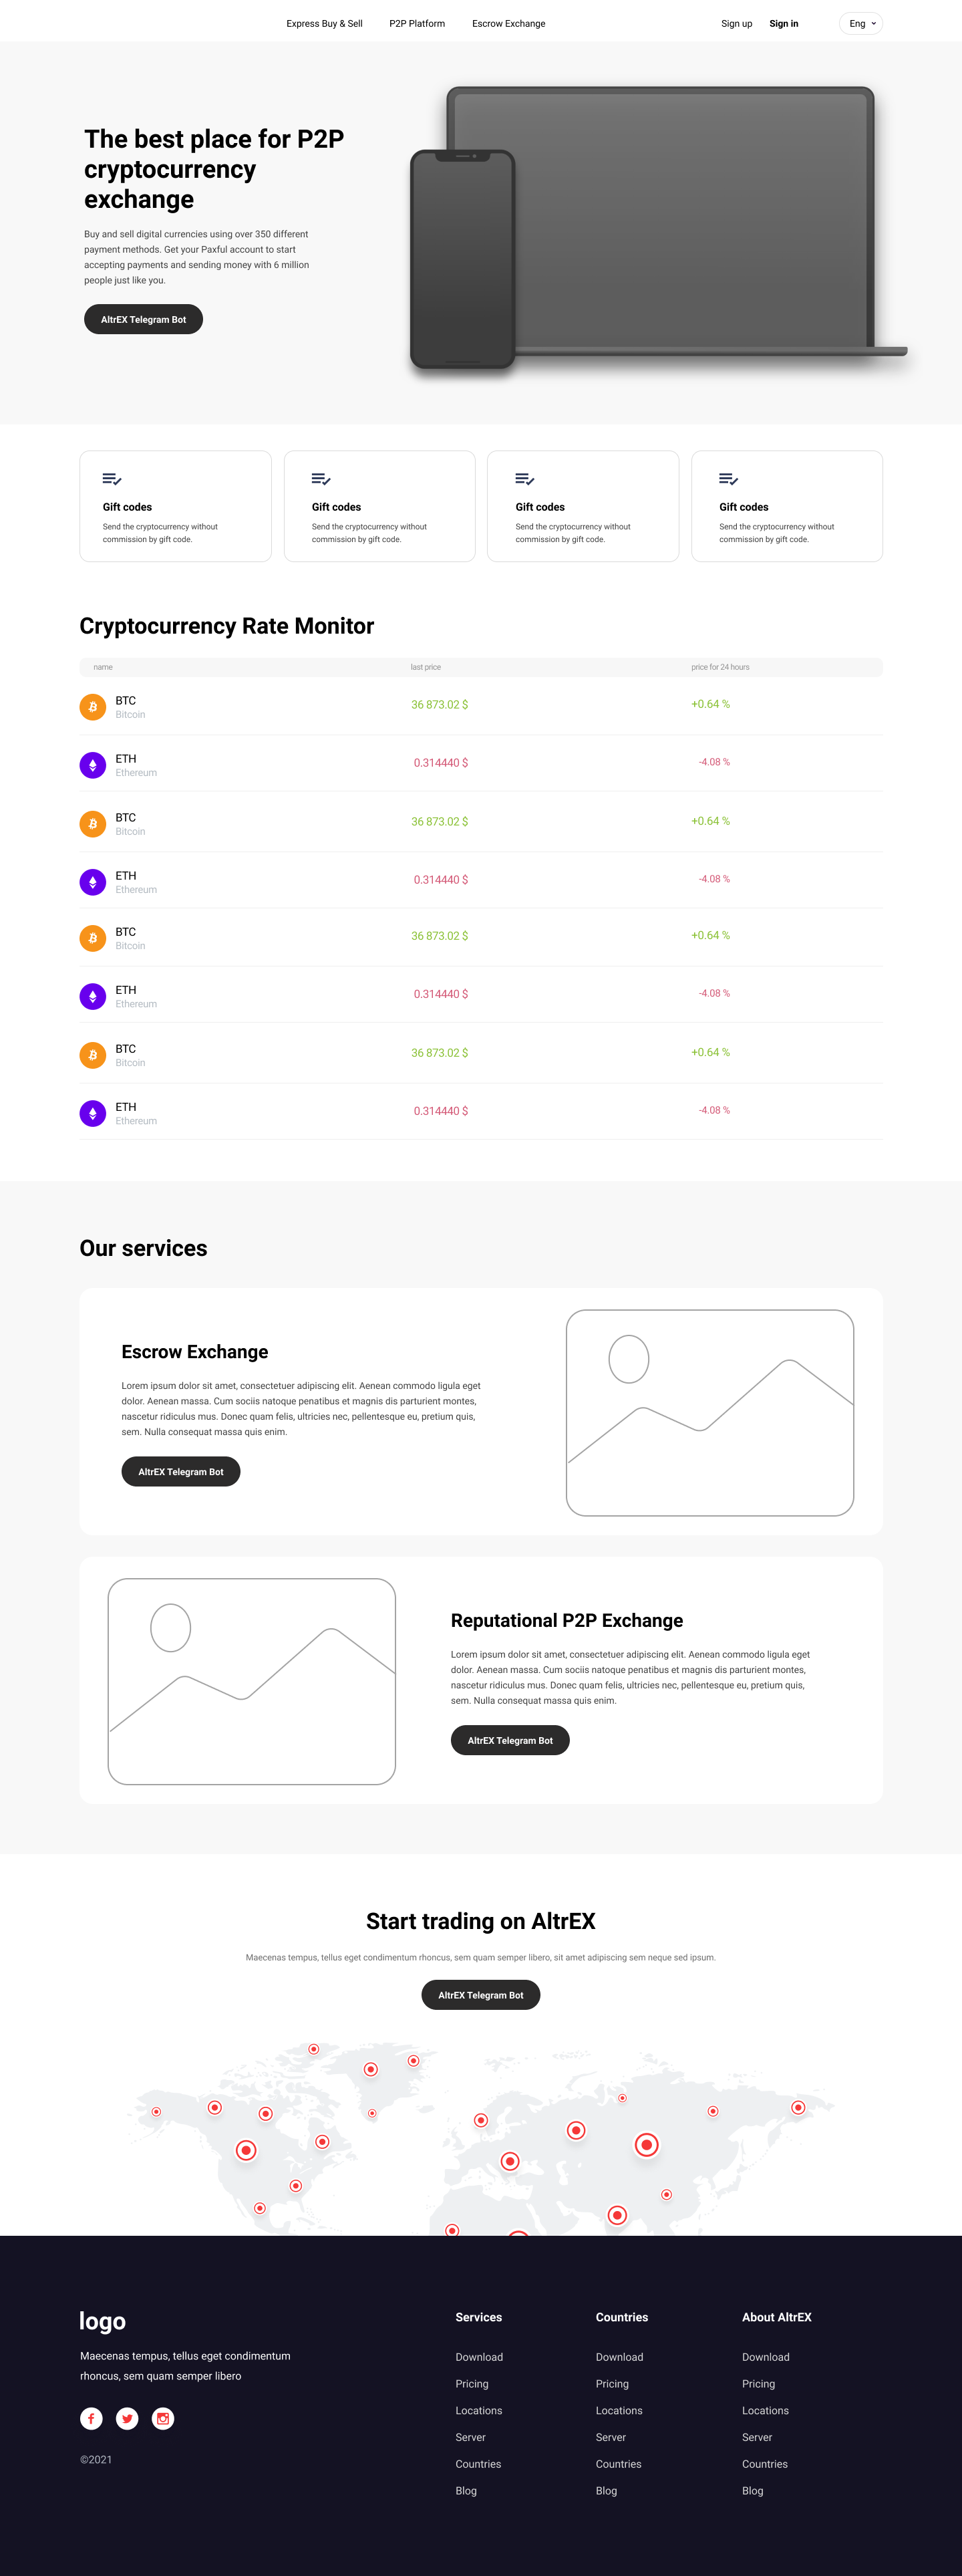 Express Buy & Sell
P2P Platform
Escrow Exchange
Sign up
Sign in
Eng
The best place for P2P
cryptocurrency
exchange
Buy and sell digital currencies using over 350 different
payment methods. Get your Paxful account to start
accepting payments and sending money with 6 million
people just like you.
AltrEX Telegram Bot
Gift codes
Send the cryptocurrency without
commission by gift code.
Gift codes
Send the cryptocurrency without
commission by gift code.
Gift codes
Send the cryptocurrency without
commission by gift code.
Gift codes
Send the cryptocurrency without
commission by gift code.
Cryptocurrency Rate Monitor
name
last price
price for 24 hours
BTC
Bitcoin
36 873.02 $
+0.64 %
ETH
Ethereum
0.314440 $
-4.08 %
BTC
Bitcoin
36 873.02 $
+0.64 %
ETH
Ethereum
0.314440 $
-4.08 %
BTC
Bitcoin
36 873.02 $
+0.64 %
ETH
Ethereum
0.314440 $
-4.08 %
BTC
Bitcoin
36 873.02 $
+0.64 %
ETH
Ethereum
0.314440 $
-4.08 %
Our services
Escrow Exchange
Lorem ipsum dolor sit amet, consectetuer adipiscing elit. Aenean commodo ligula eget
dolor. Aenean massa. Cum sociis natoque penatibus et magnis dis parturient montes,
nascetur ridiculus mus. Donec quam felis, ultricies nec, pellentesque eu, pretium quis,
sem. Nulla consequat massa quis enim.
AltrEX Telegram Bot
Reputational P2P Exchange
Lorem ipsum dolor sit amet, consectetuer adipiscing elit. Aenean commodo ligula eget
dolor. Aenean massa. Cum sociis natoque penatibus et magnis dis parturient montes,
nascetur ridiculus mus. Donec quam felis, ultricies nec, pellentesque eu, pretium quis,
sem. Nulla consequat massa quis enim.
AltrEX Telegram Bot
Start trading on AltrEX
Maecenas tempus, tellus eget condimentum rhoncus, sem quam semper libero, sit amet adipiscing sem neque sed ipsum.
AltrEX Telegram Bot
logo
Maecenas tempus, tellus eget condimentum
rhoncus, sem quam semper libero
©2021
Services
Download
Pricing
Locations
Server
Countries
Blog
Countries
Download
Pricing
Locations
Server
Countries
Blog
About AltrEX
Download
Pricing
Locations
Server
Countries
Blog